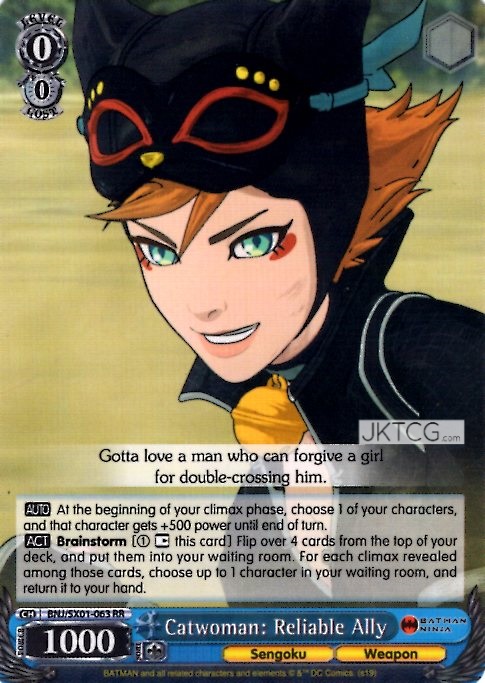 LEVEL
0
0
COST
JKTCG.com
Gotta love a man who can forgive a girl
for double-crossing him.
AUTO At the beginning of your climax phase, choose 1 of your characters,
and that character gets +500 power until end of turn.
ACT Brainstorm [① this card] Flip over 4 cards from the top of your
deck, and put them into your waiting room. For each climax revealed
among those cards, choose up to 1 character in your waiting room, and
return it to your hand.
BNJ/SX01-063 RR
POWER
1000
Catwoman: Reliable Ally
BATMAN
NINJA
Sengoku Weapon
BATMAN and all related characters and elements © & ™ DC Comics. (s19)